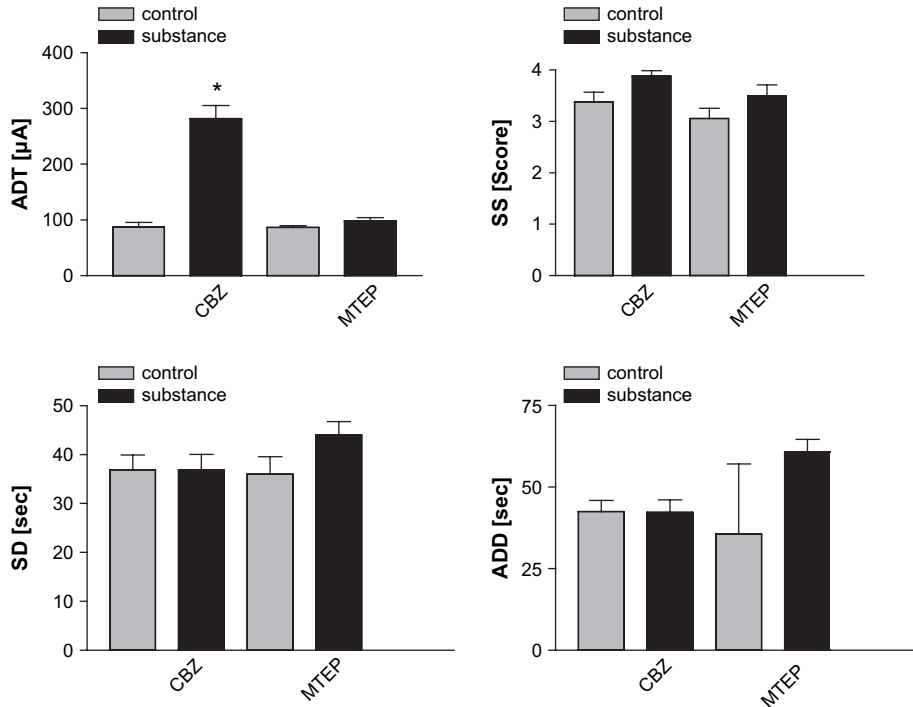 control
substance
ADT [µA]
400
300
200
100
0
*
CBZ
MTEP
control
substance
SS [Score]
4
3
2
1
0
CBZ
MTEP
control
substance
SD [sec]
50
40
30
20
10
0
CBZ
MTEP
control
substance
ADD [sec]
75
50
25
0
CBZ
MTEP